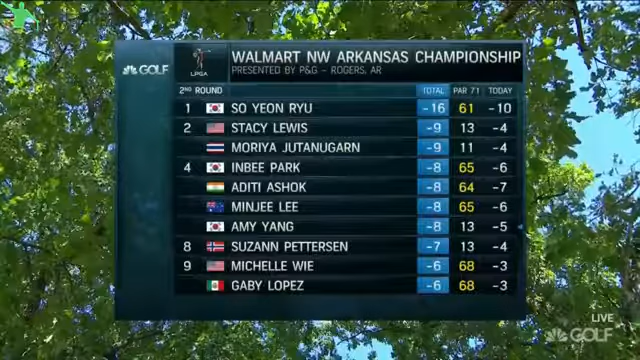 WALMART NW ARKANSAS CHAMPIONSHIP
GOLF LPGA PRESENTED BY P&G - ROGERS, AR
2ND ROUND TOTAL PAR 71 TODAY
1 SO YEON RYU -16 61 -10
2 STACY LEWIS -9 13 -4
MORIYA JUTANUGARN -9 11 -4
4 INBEE PARK -8 65 -6
ADITI ASHOK -8 64 -7
MINJEE LEE -8 65 -6
AMY YANG -8 13 -5
8 SUZANN PETTERSEN -7 13 -4
9 MICHELLE WIE -6 68 -3
GABY LOPEZ -6 68 -3
LIVE
GOLF